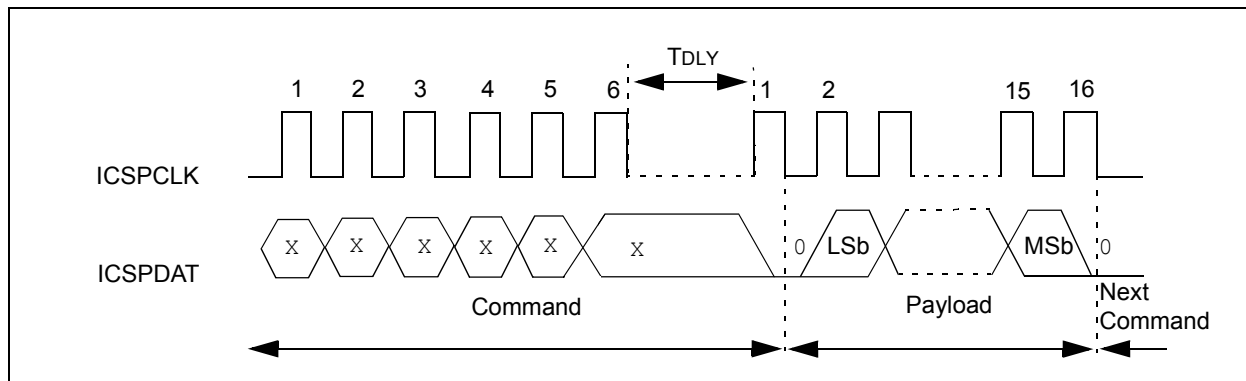 TDLY
1 2 3 4 5 6 1 2 15 16
ICSPCLK
X X X X X X 0 LSb MSb 0
ICSPDAT
Command Payload Next
Command